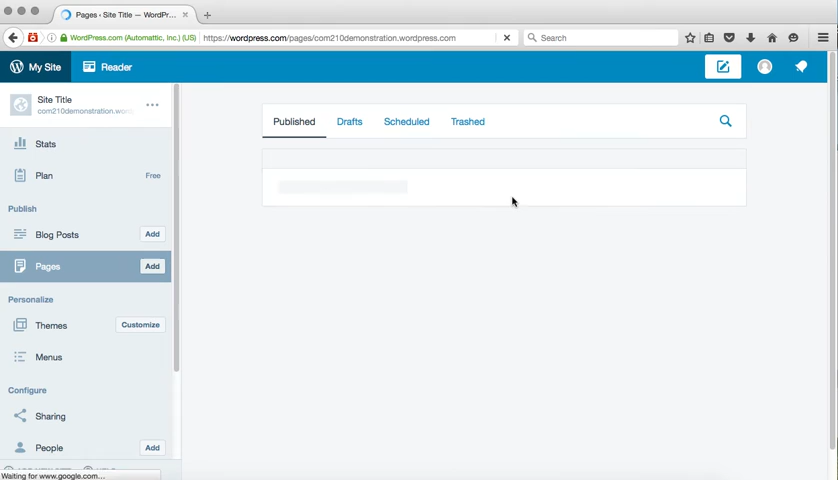 Pages · Site Title — WordPr...
WordPress.com (Automattic, Inc.) (US)
https://wordpress.com/pages/com210demonstration.wordpress.com
Search
My Site
Reader
Site Title
com210demonstration.wor
Published
Drafts
Scheduled
Trashed
Stats
Plan
Free
Publish
Blog Posts
Add
Pages
Add
Personalize
Themes
Customize
Menus
Configure
Sharing
People
Add
Waiting for www.google.com...